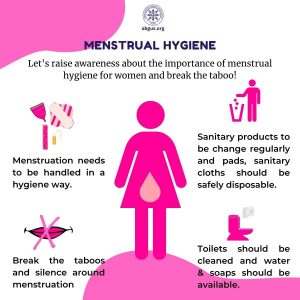 abgus.org
MENSTRUAL HYGIENE
Let's raise awareness about the importance of menstrual
hygiene for women and break the taboo!
Menstruation needs
to be handled in a
hygiene way.
Sanitary products to
be change regularly
and pads, sanitary
cloths should be
safely disposable.
Break the taboos
and silence around
menstruation
Toilets should be
cleaned and water
& soaps should be
available.